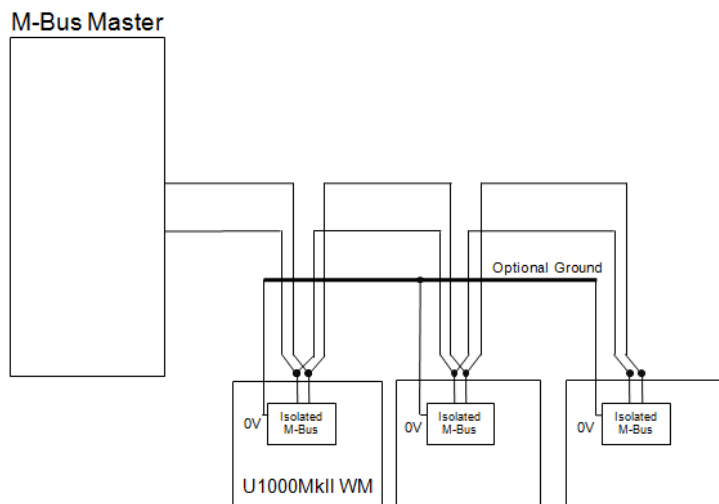 M-Bus Master
Optional Ground
0V
Isolated
M-Bus
0V
Isolated
M-Bus
0V
Isolated
M-Bus
U1000MkII WM